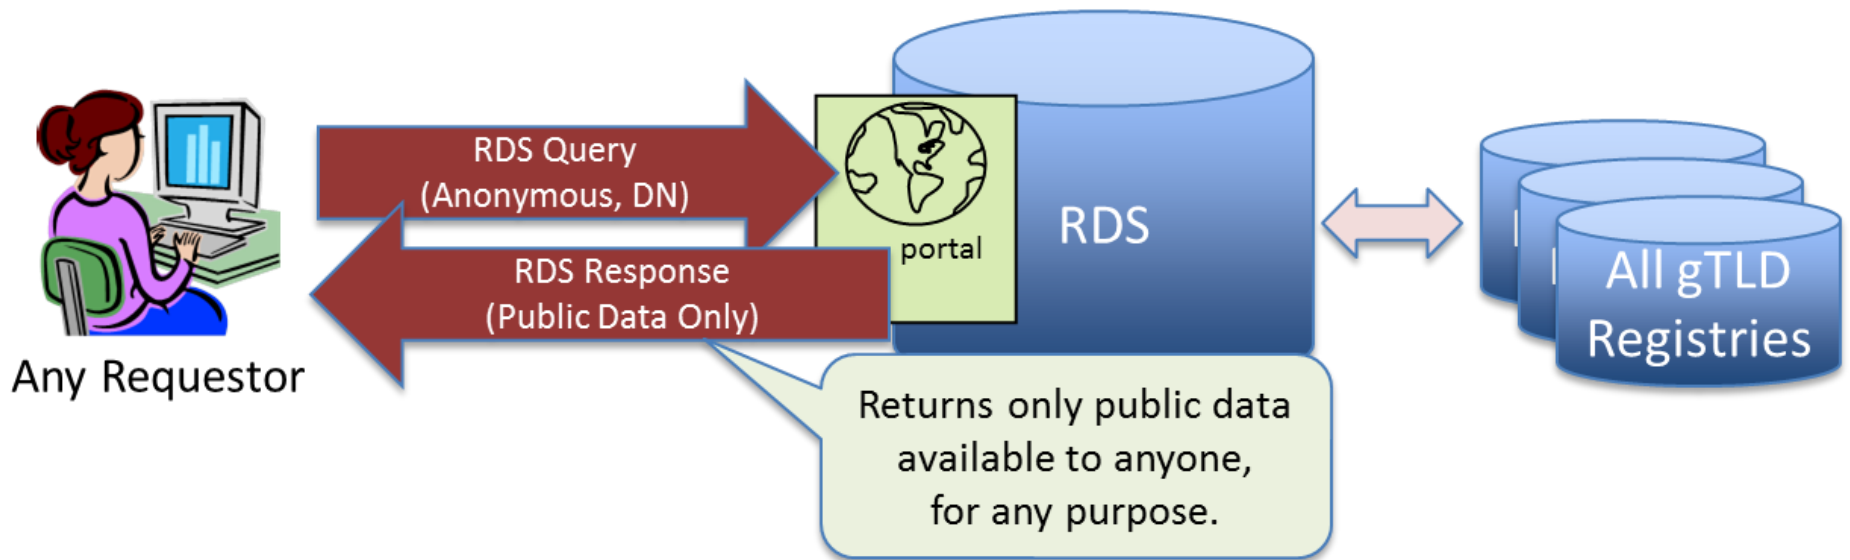 RDS Query
(Anonymous, DN)
portal
RDS
RDS Response
(Public Data Only)
All gTLD
Registries
Any Requestor
Returns only public data
available to anyone,
for any purpose.